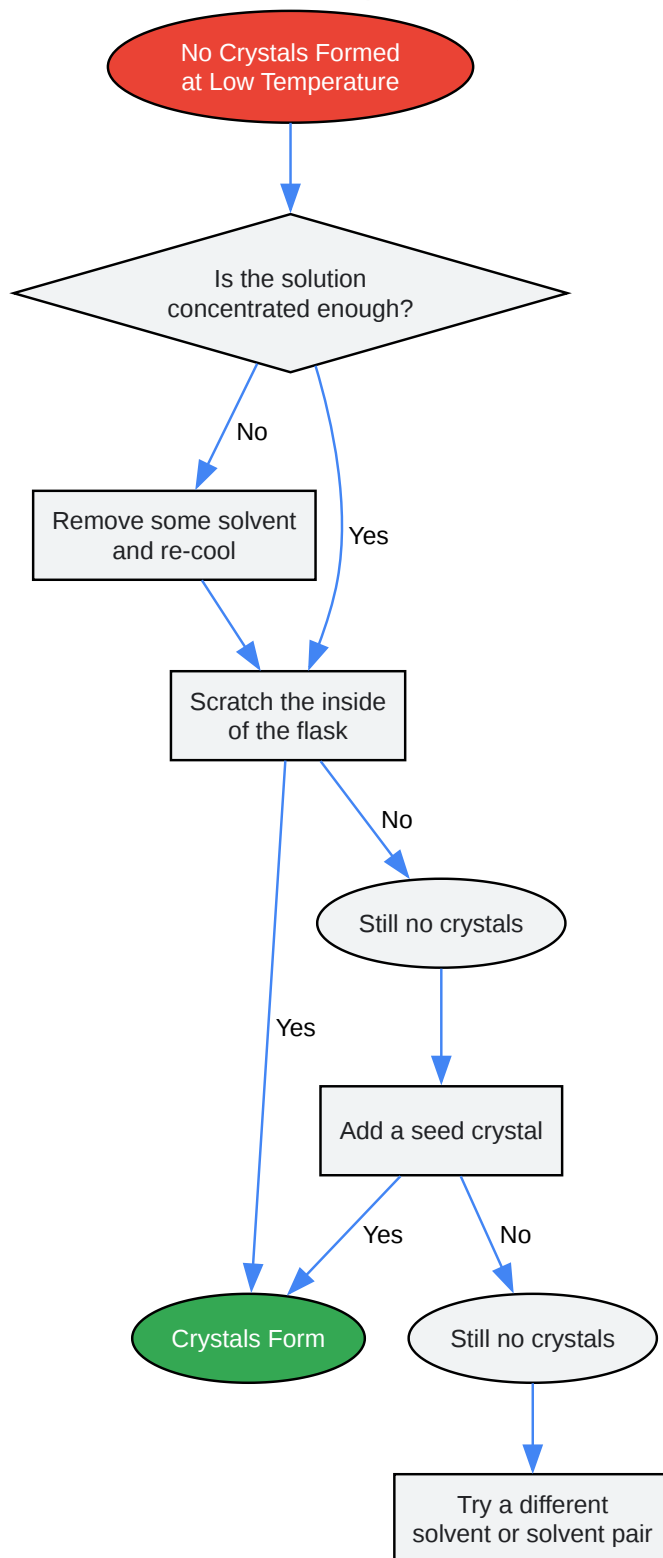 No Crystals Formed
at Low Temperature
Is the solution
concentrated enough?
No
Remove some solvent
and re-cool
Yes
Scratch the inside
of the flask
No
Still no crystals
Yes
Add a seed crystal
Yes
No
Crystals Form
Still no crystals
Try a different
solvent or solvent pair